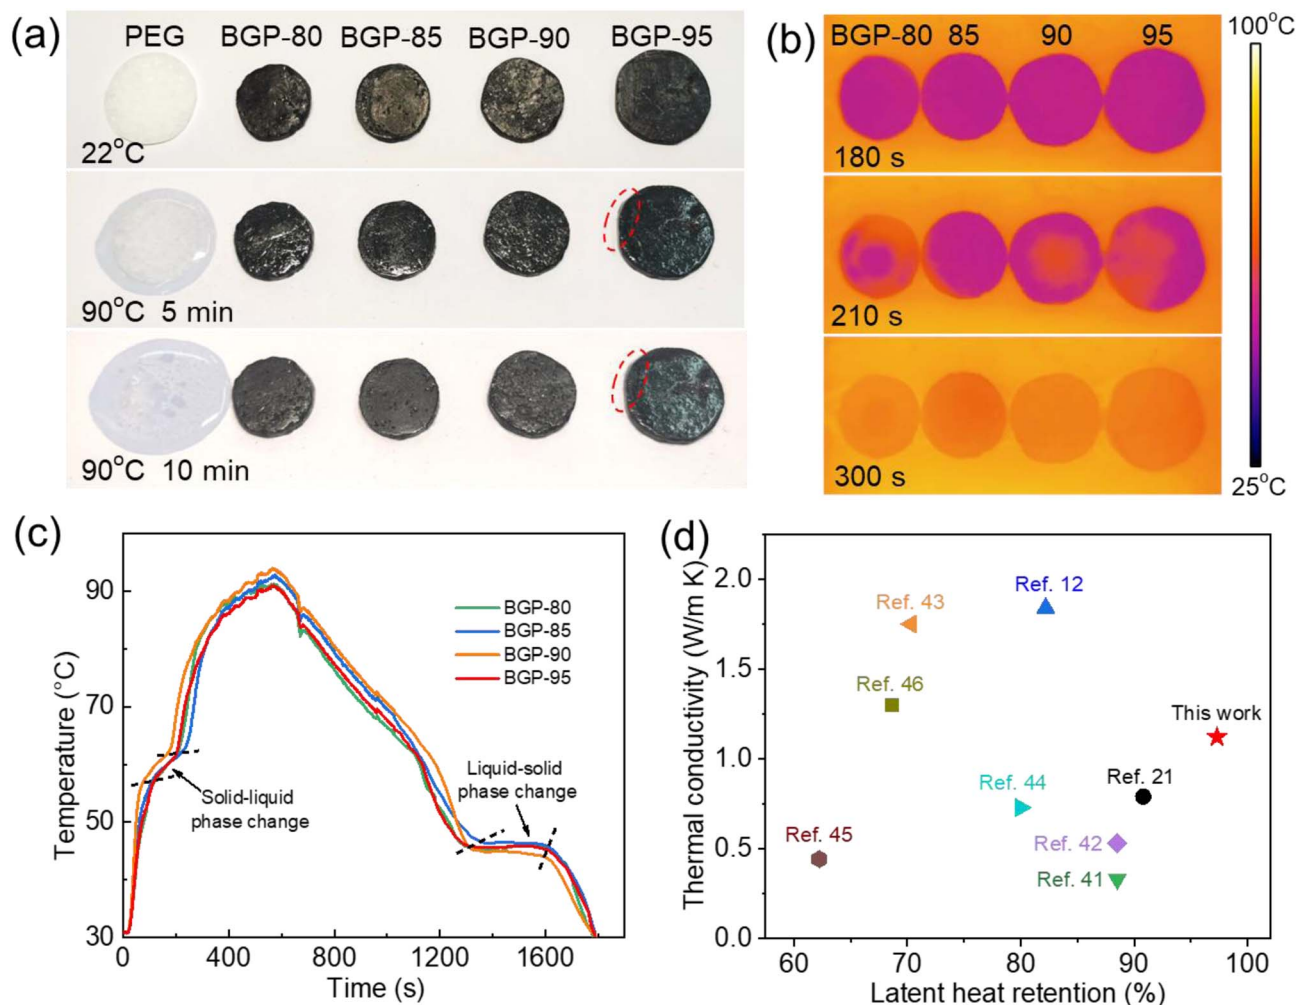 (a)
PEG BGP-80 BGP-85 BGP-90 BGP-95
22°C
90°C 5 min
90°C 10 min
(b)
BGP-80 85 90 95
180 s
210 s
300 s
100°C
25°C
(c)
Temperature (°C)
90
70
50
30
BGP-80
BGP-85
BGP-90
BGP-95
Solid-liquid
phase change
Liquid-solid
phase change
0 400 800 1200 1600
Time (s)
(d)
Thermal conductivity (W/m K)
2.0
1.5
1.0
0.5
0.0
Ref. 12
Ref. 43
Ref. 46
This work
Ref. 21
Ref. 44
Ref. 42
Ref. 45
Ref. 41
60 70 80 90 100
Latent heat retention (%)